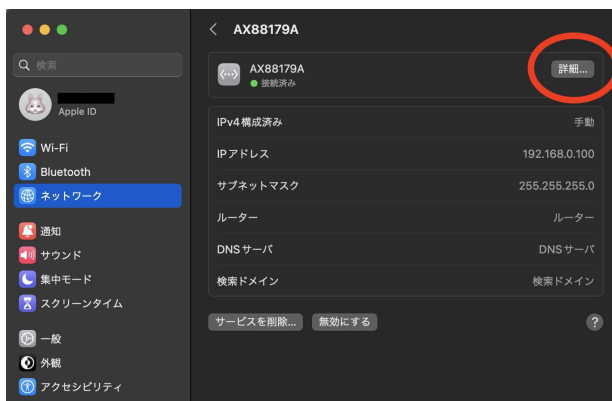 AX88179A
検索
Apple ID
Wi-Fi
Bluetooth
ネットワーク
通知
サウンド
集中モード
スクリーンタイム
一般
外観
アクセシビリティ
AX88179A
接続済み
詳細...
IPv4構成済み
手動
IPアドレス
192.168.0.100
サブネットマスク
255.255.255.0
ルーター
ルーター
DNSサーバ
DNSサーバ
検索ドメイン
検索ドメイン
サービスを削除...
無効にする
?